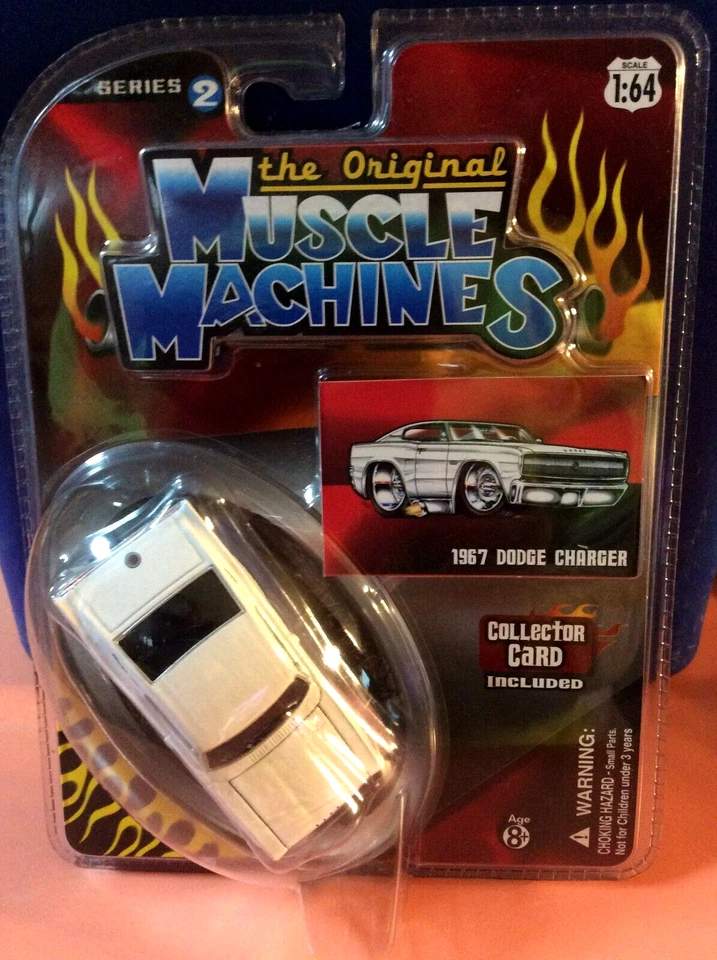 SERIES 2
SCALE
1:64
the Original
MUSCLE
MACHINES
1967 DODGE CHARGER
COLLECTOR
CARD
INCLUDED
Age
8+
WARNING:
CHOKING HAZARD - Small Parts.
Not for Children under 3 years